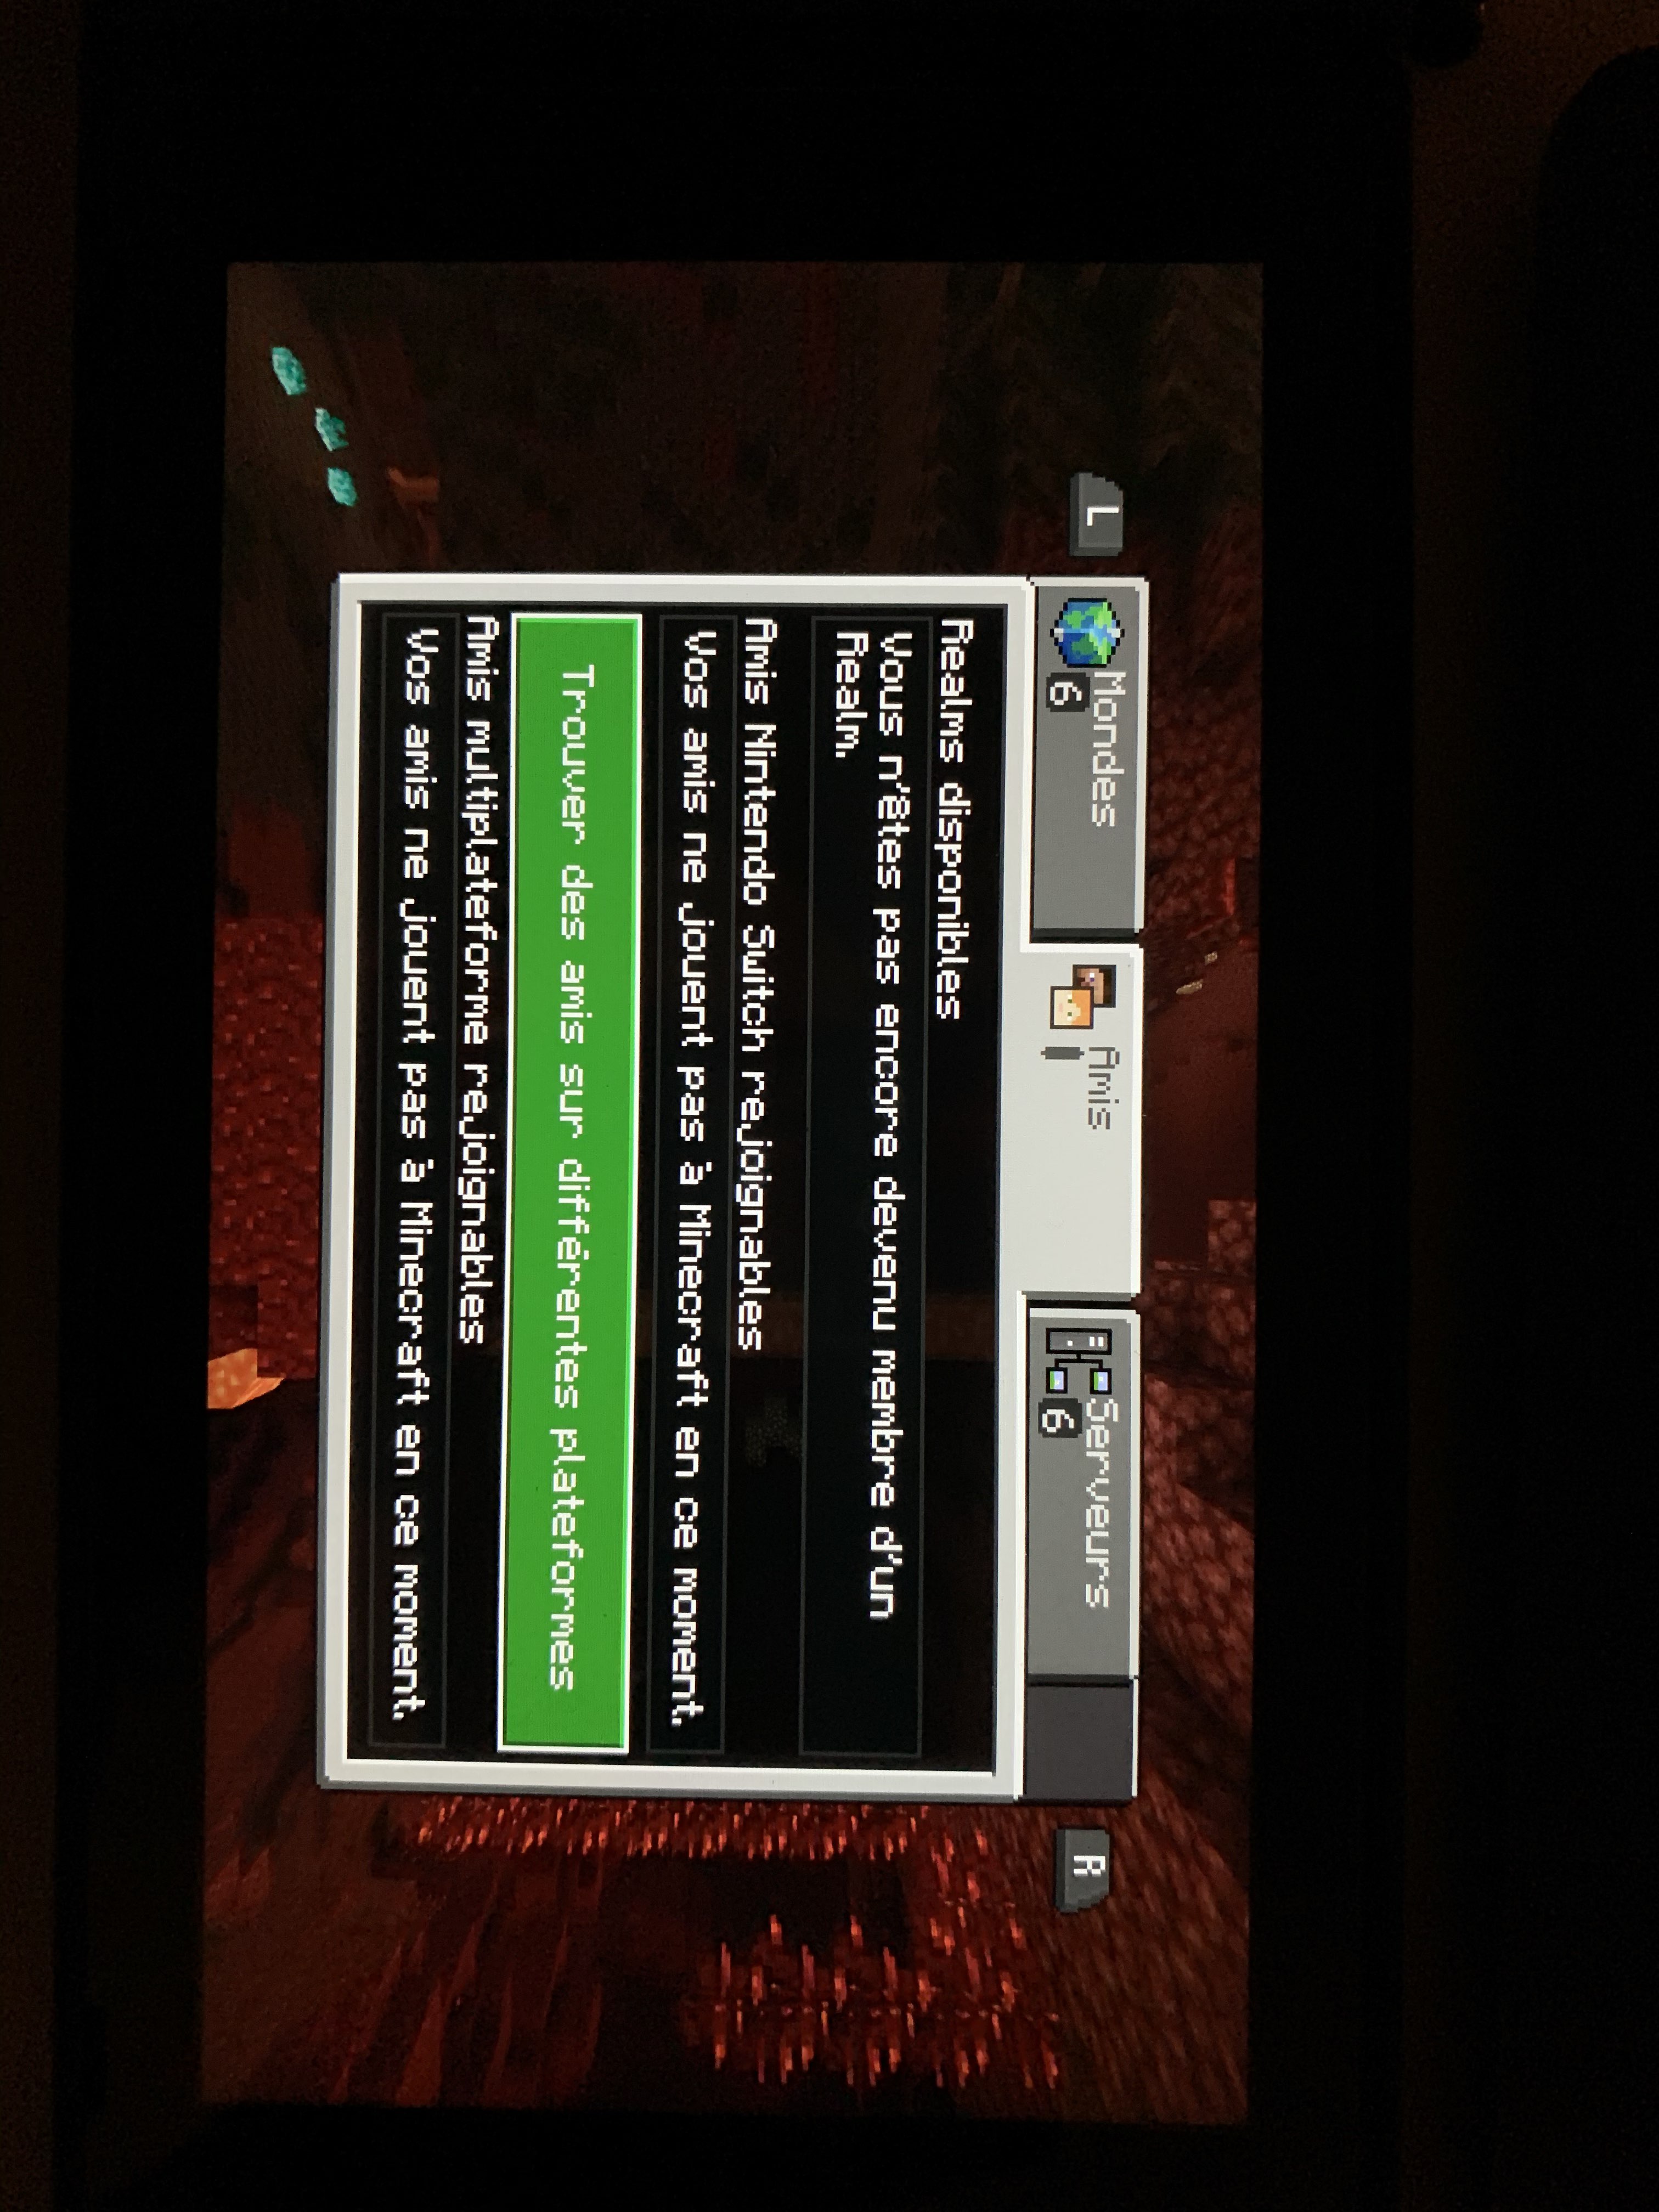 L
Mondes
6
Amis
-
Serveurs
6
R
Realms disponibles
Vous n'êtes pas encore devenu membre d'un
Realm.
Amis Nintendo Switch rejoignables
Vos amis ne jouent pas à Minecraft en ce moment.
Trouver des amis sur différentes plateformes
Amis multiplateforme rejoignables
Vos amis ne jouent pas à Minecraft en ce moment.